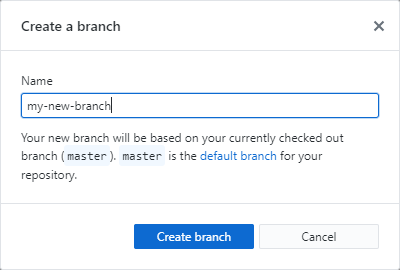 Create a branch
Name
my-new-branch
Your new branch will be based on your currently checked out
branch (master). master is the default branch for your
repository.
Create branch
Cancel